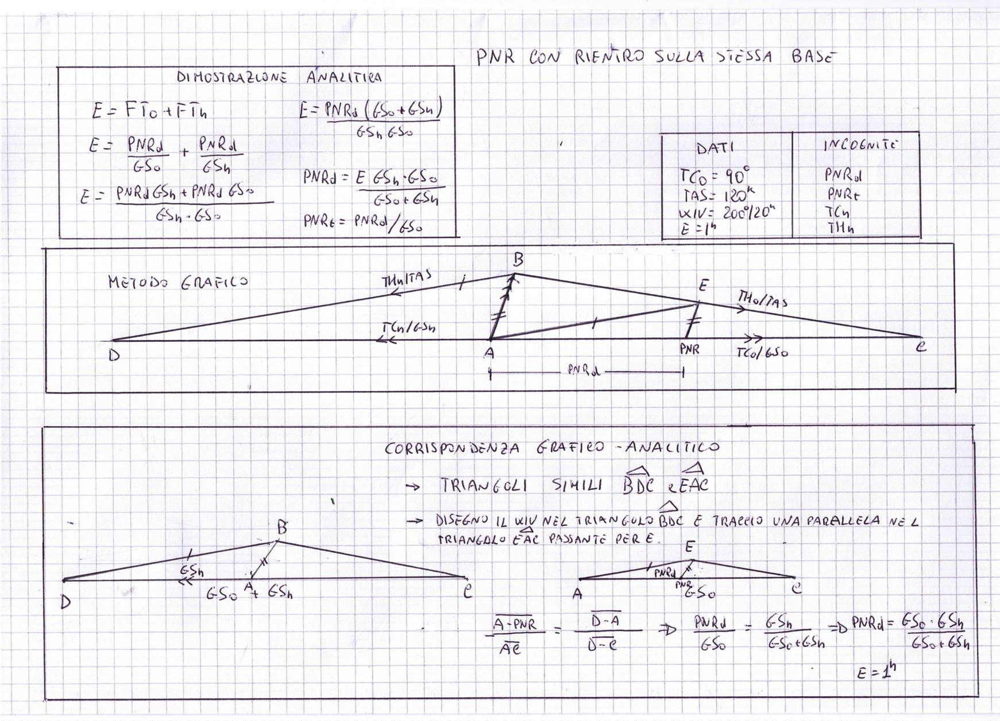 PNR CON RIENTRO SULLA STESSA BASE
DIMOSTRAZIONE ANALITICA
E = FTo + FTh
E = PNRd/GSo + PNRd/GSh
E = (PNRd GSh + PNRd GSo)/(GSh · GSo)
E = PNRd (GSo + GSh)/(GSh GSo)
PNRd = E GSh · GSo/(GSo + GSh)
PNRt = PNRd/GSo
DATI
TCo = 90°
TAS = 120k
W/V = 200°/20k
E = 1h
INCOGNITE
PNRd
PNRt
TCh
THh
METODO GRAFICO
B
THh/TAS
E
THo/TAS
TCh/GSh
D
A
PNR
TCo/GSo
C
PNRd
CORRISPONDENZA GRAFICO - ANALITICO
→ TRIANGOLI SIMILI BDC e EAC
→ DISEGNO IL W/V NEL TRIANGOLO BDC E TRACCIO UNA PARALLELA NEL
TRIANGOLO EAC PASSANTE PER E.
B
GSh
D
A
C
GSo + GSh
E
PNRd
A
PNR
GSo
C
A-PNR/AC = D-A/D-C ⇒ PNRd/GSo = GSh/(GSo+GSh) ⇒ PNRd = GSo · GSh/(GSo + GSh)
E = 1h